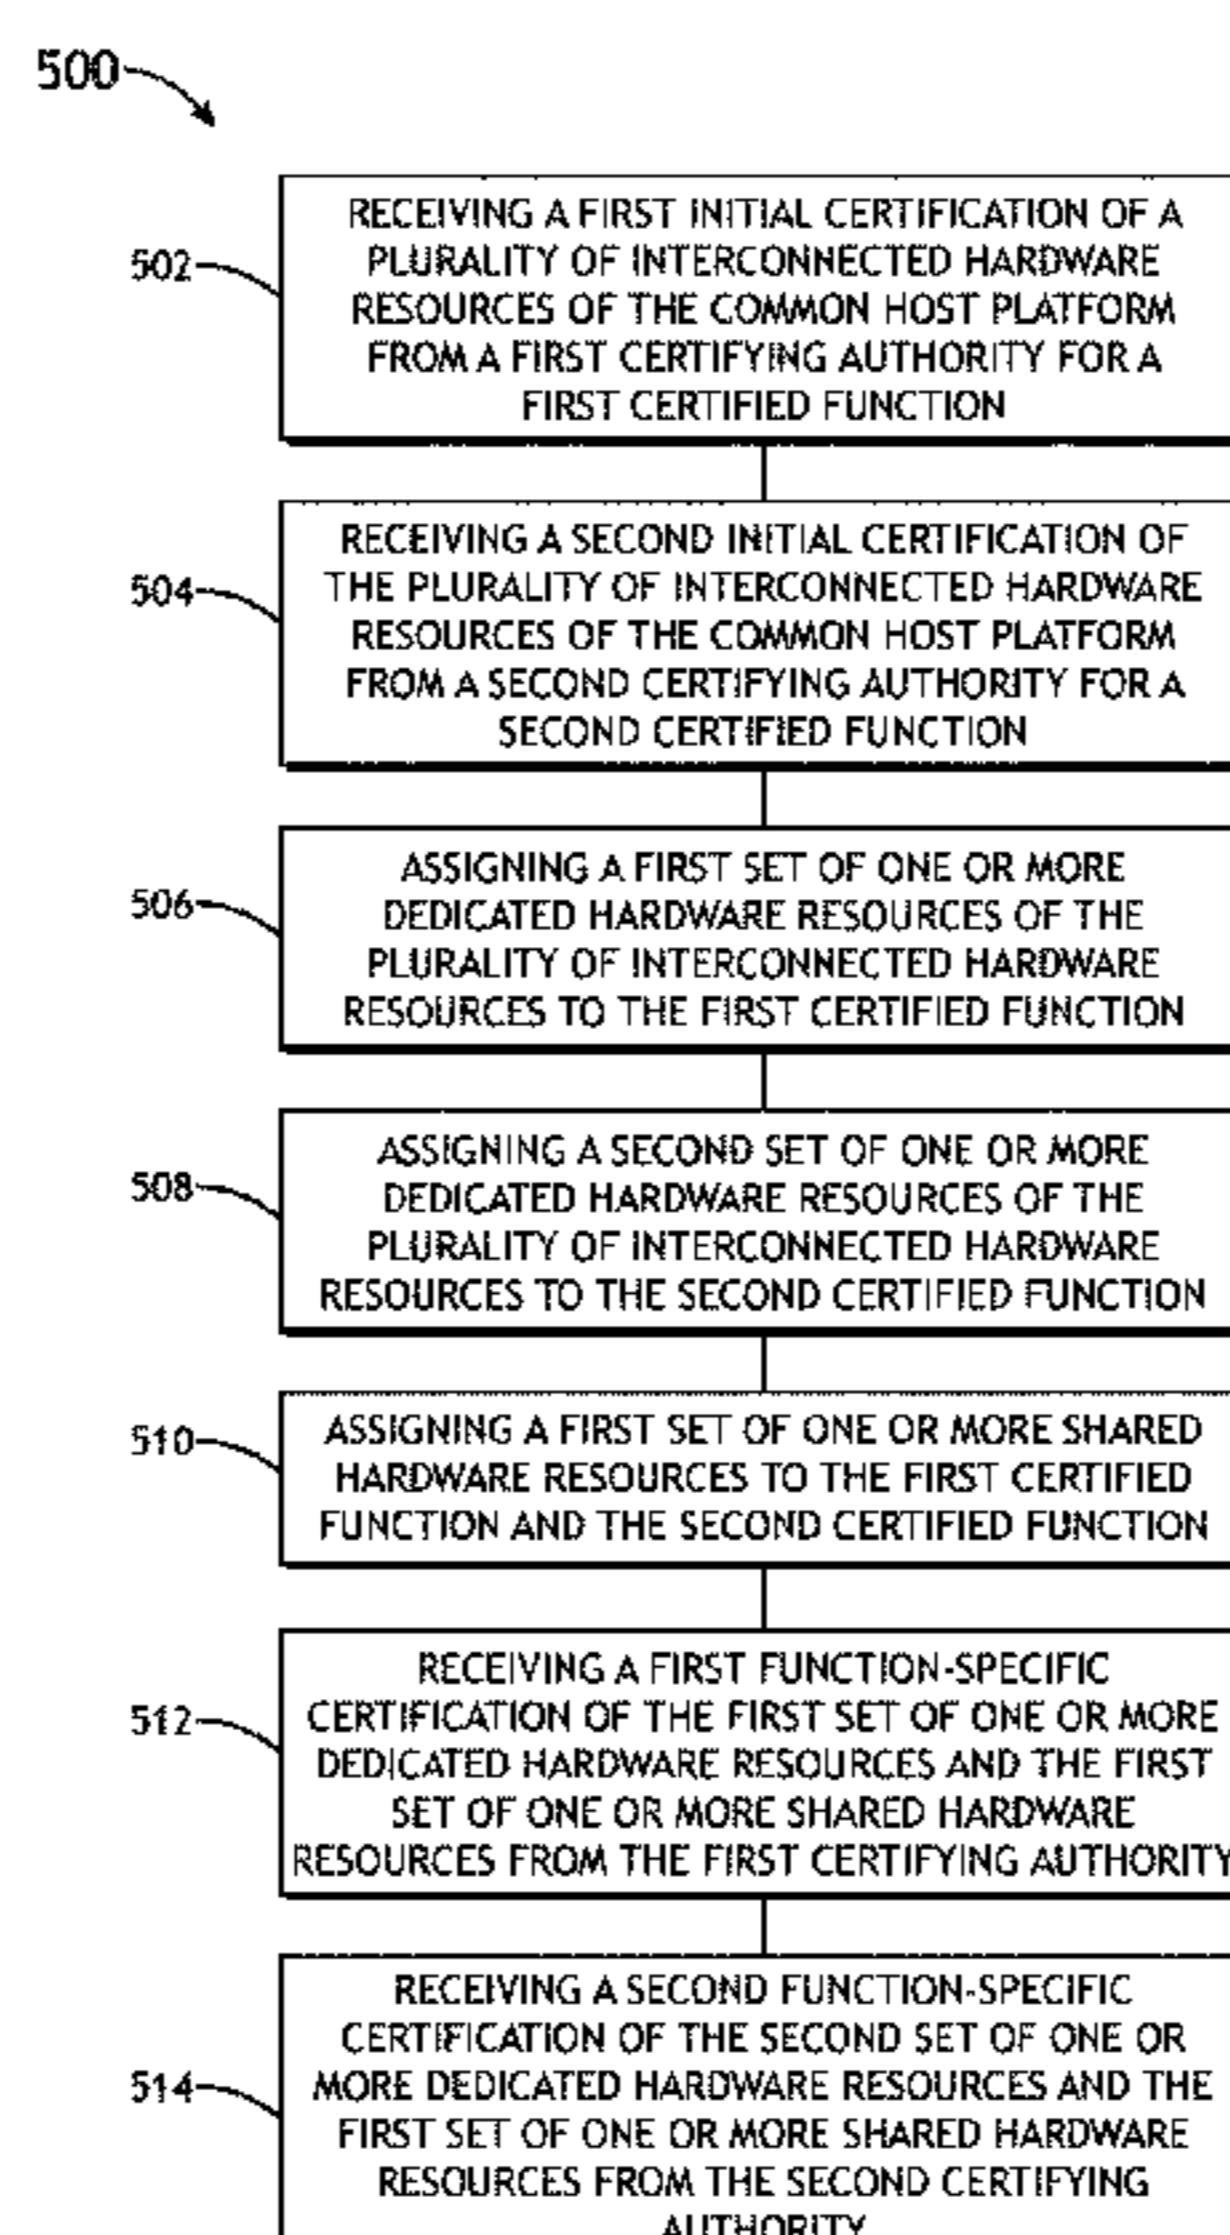 500
502
RECEIVING A FIRST INITIAL CERTIFICATION OF A
PLURALITY OF INTERCONNECTED HARDWARE
RESOURCES OF THE COMMON HOST PLATFORM
FROM A FIRST CERTIFYING AUTHORITY FOR A
FIRST CERTIFIED FUNCTION
504
RECEIVING A SECOND INITIAL CERTIFICATION OF
THE PLURALITY OF INTERCONNECTED HARDWARE
RESOURCES OF THE COMMON HOST PLATFORM
FROM A SECOND CERTIFYING AUTHORITY FOR A
SECOND CERTIFIED FUNCTION
506
ASSIGNING A FIRST SET OF ONE OR MORE
DEDICATED HARDWARE RESOURCES OF THE
PLURALITY OF INTERCONNECTED HARDWARE
RESOURCES TO THE FIRST CERTIFIED FUNCTION
508
ASSIGNING A SECOND SET OF ONE OR MORE
DEDICATED HARDWARE RESOURCES OF THE
PLURALITY OF INTERCONNECTED HARDWARE
RESOURCES TO THE SECOND CERTIFIED FUNCTION
510
ASSIGNING A FIRST SET OF ONE OR MORE SHARED
HARDWARE RESOURCES TO THE FIRST CERTIFIED
FUNCTION AND THE SECOND CERTIFIED FUNCTION
512
RECEIVING A FIRST FUNCTION-SPECIFIC
CERTIFICATION OF THE FIRST SET OF ONE OR MORE
DEDICATED HARDWARE RESOURCES AND THE FIRST
SET OF ONE OR MORE SHARED HARDWARE
RESOURCES FROM THE FIRST CERTIFYING AUTHORITY
514
RECEIVING A SECOND FUNCTION-SPECIFIC
CERTIFICATION OF THE SECOND SET OF ONE OR
MORE DEDICATED HARDWARE RESOURCES AND THE
FIRST SET OF ONE OR MORE SHARED HARDWARE
RESOURCES FROM THE SECOND CERTIFYING
AUTHORITY